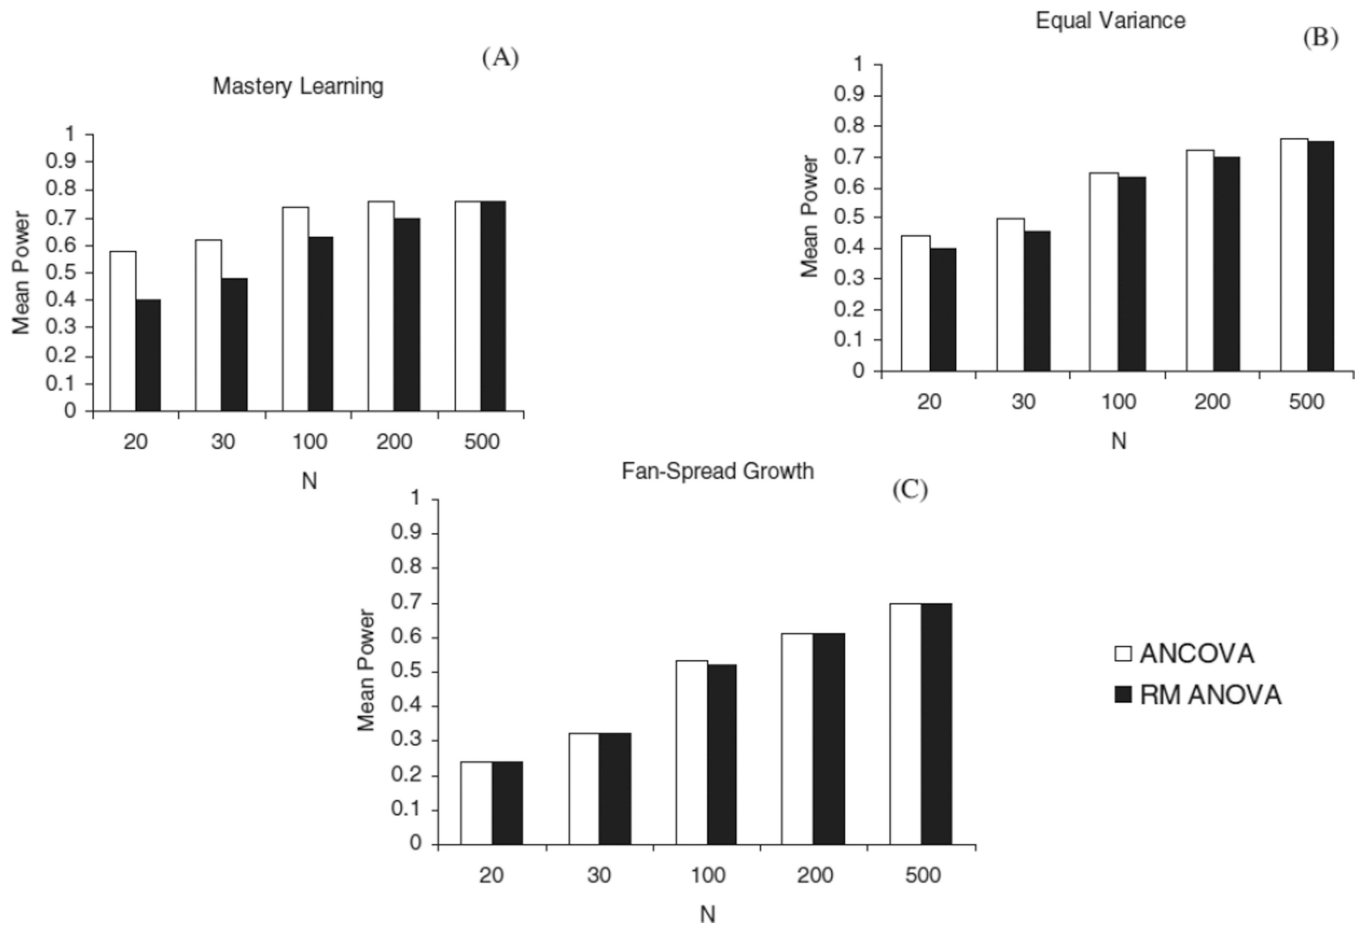 (A)
Mastery Learning
Mean Power
1
0.9
0.8
0.7
0.6
0.5
0.4
0.3
0.2
0.1
0
20 30 100 200 500
N
Equal Variance
(B)
Mean Power
1
0.9
0.8
0.7
0.6
0.5
0.4
0.3
0.2
0.1
0
20 30 100 200 500
N
Fan-Spread Growth
(C)
Mean Power
1
0.9
0.8
0.7
0.6
0.5
0.4
0.3
0.2
0.1
0
20 30 100 200 500
N
ANCOVA
RM ANOVA